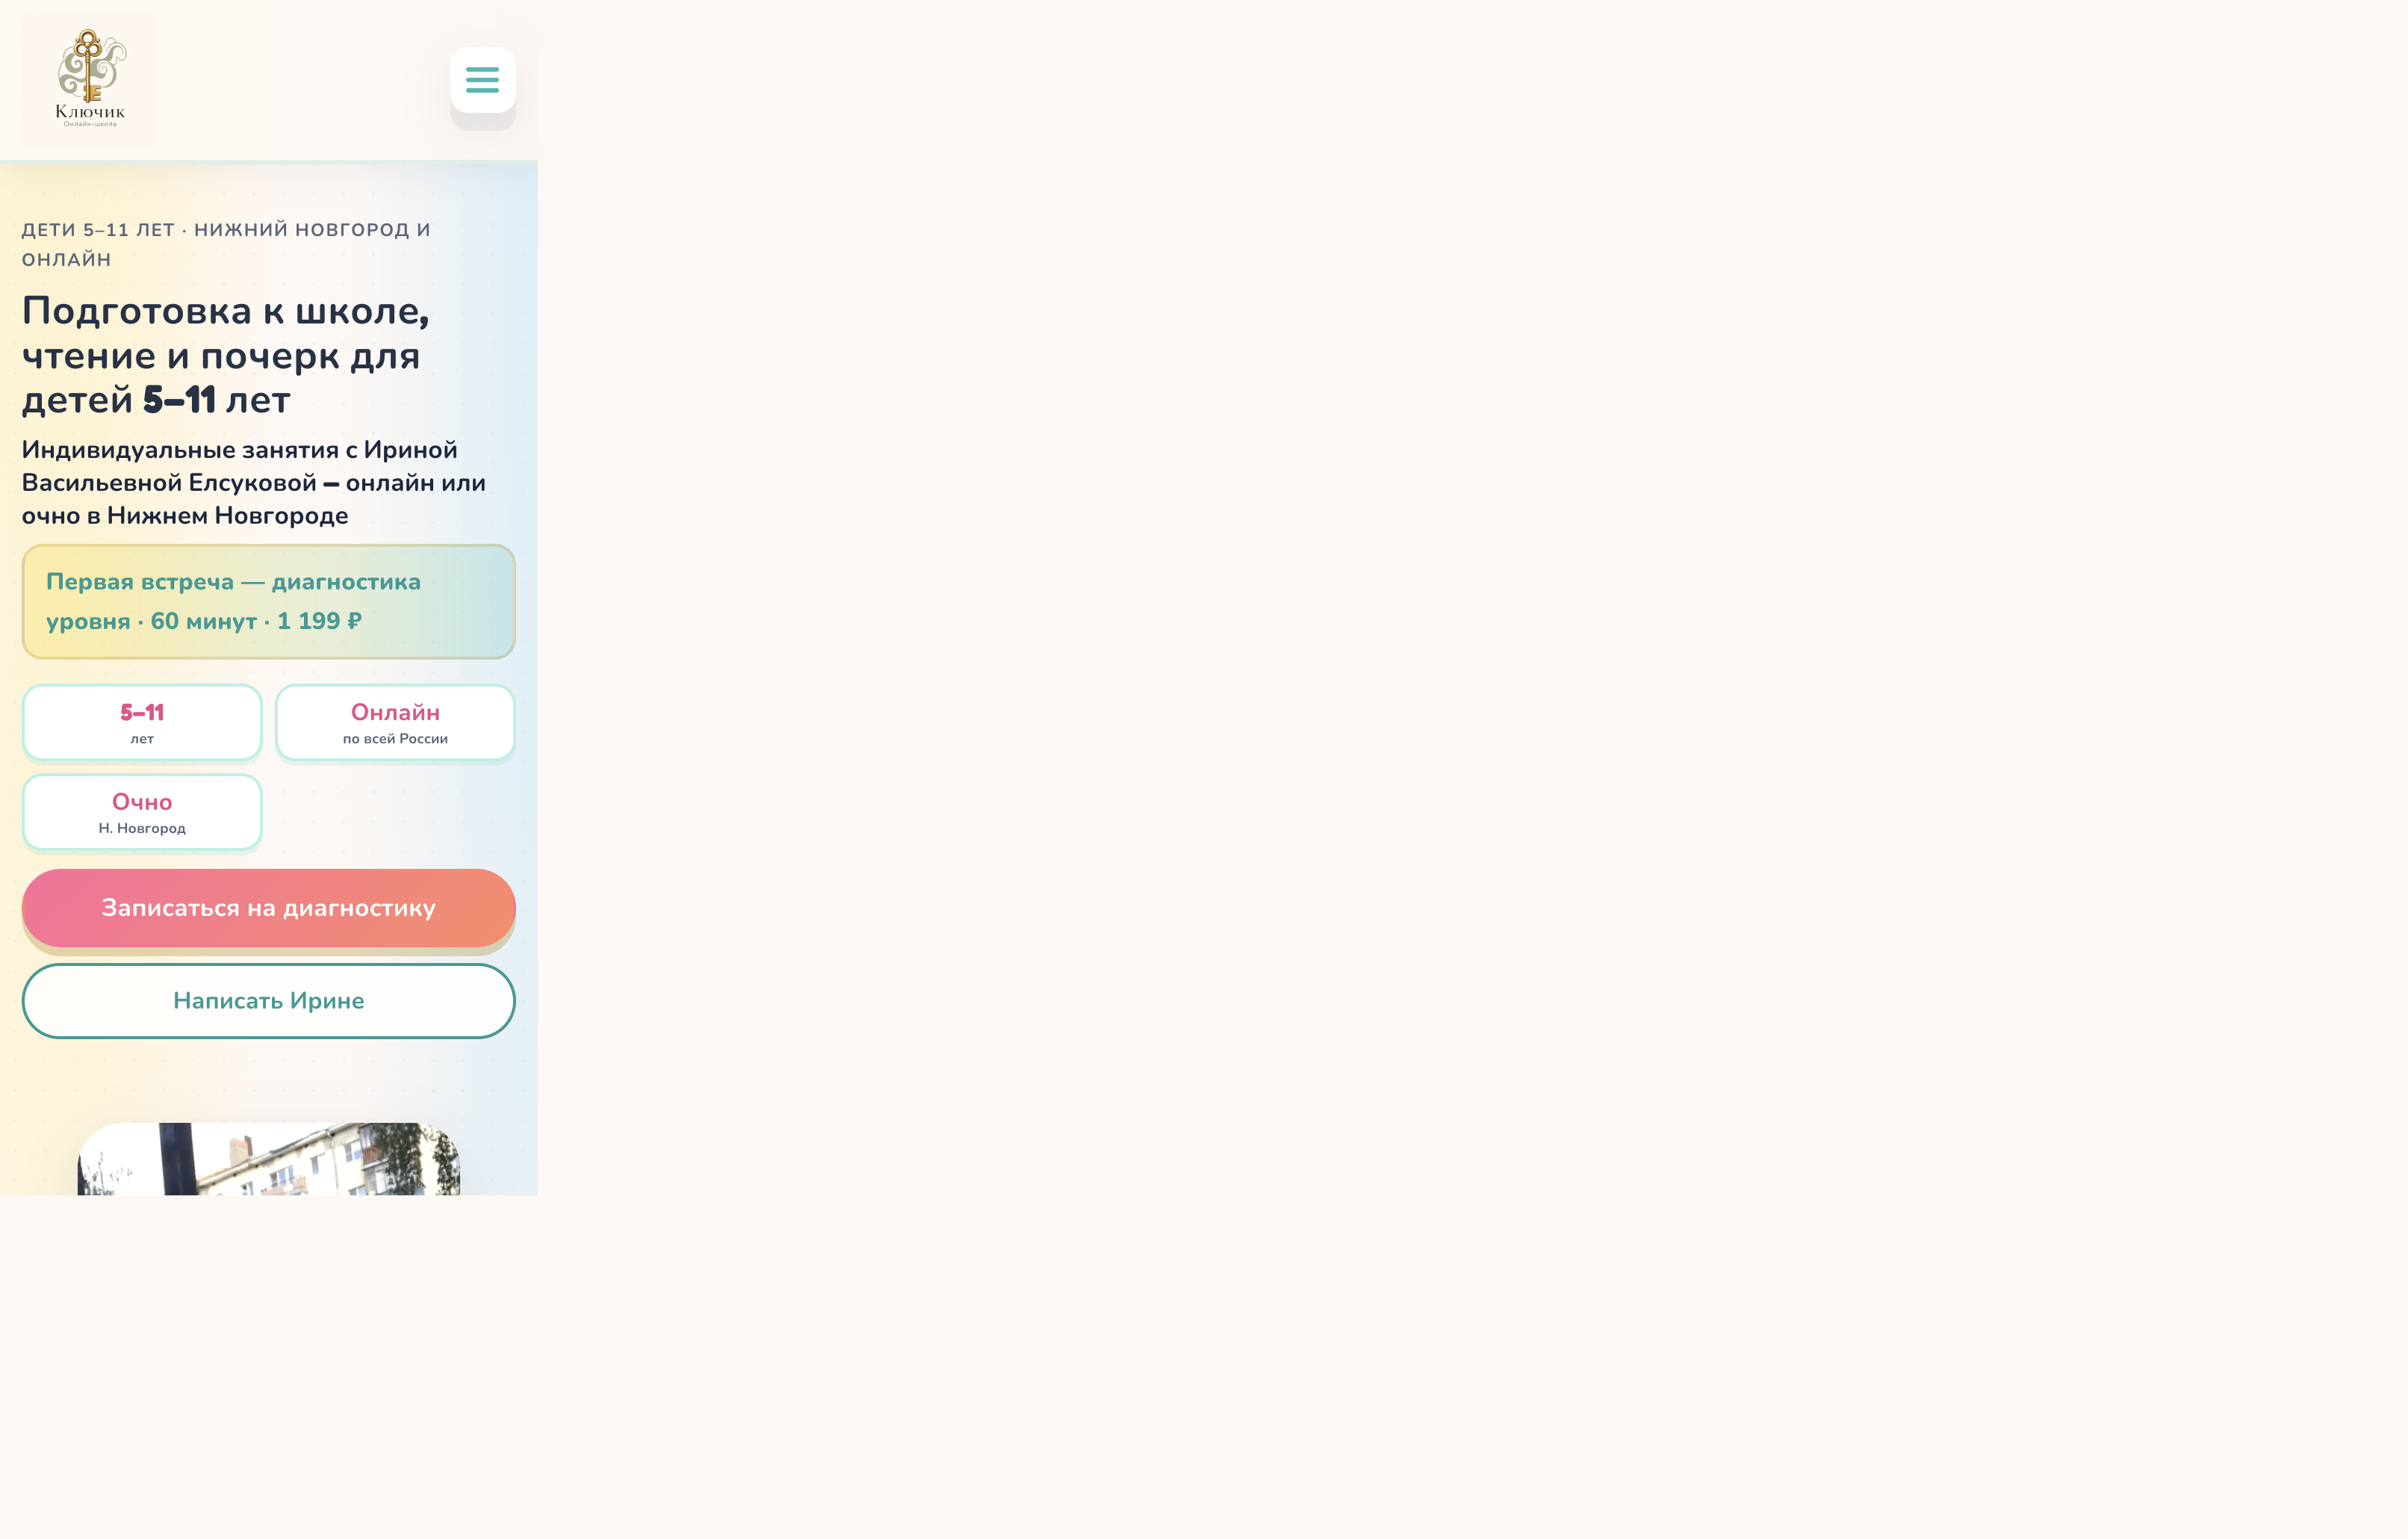 Ключик
Онлайн-школа
ДЕТИ 5–11 ЛЕТ · НИЖНИЙ НОВГОРОД И
ОНЛАЙН
Подготовка к школе,
чтение и почерк для
детей 5–11 лет
Индивидуальные занятия с Ириной
Васильевной Елсуковой — онлайн или
очно в Нижнем Новгороде
Первая встреча — диагностика
уровня · 60 минут · 1 199 ₽
5–11
лет
Онлайн
по всей России
Очно
Н. Новгород
Записаться на диагностику
Написать Ирине